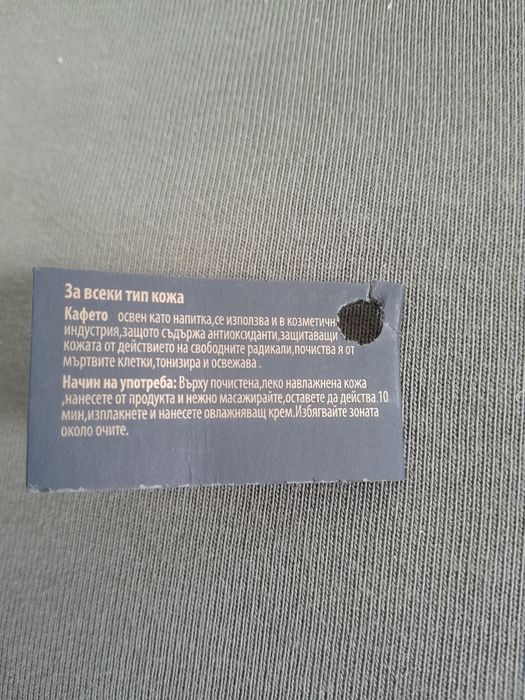 За всеки тип кожа
Кафето освен като напитка,се използва и в козметичн
индустрия,защото съдържа антиоксиданти,защитаващи
кожата от действието на свободните радикали,почиства я от
мъртвите клетки,тонизира и освежава .
Начин на употреба: Върху почистена,леко навлажнена кожа
,нанесете от продукта и нежно масажирайте,оставете да действа 10
мин,изплакнете и нанесете овлажняващ крем.Избягвайте зоната
около очите.